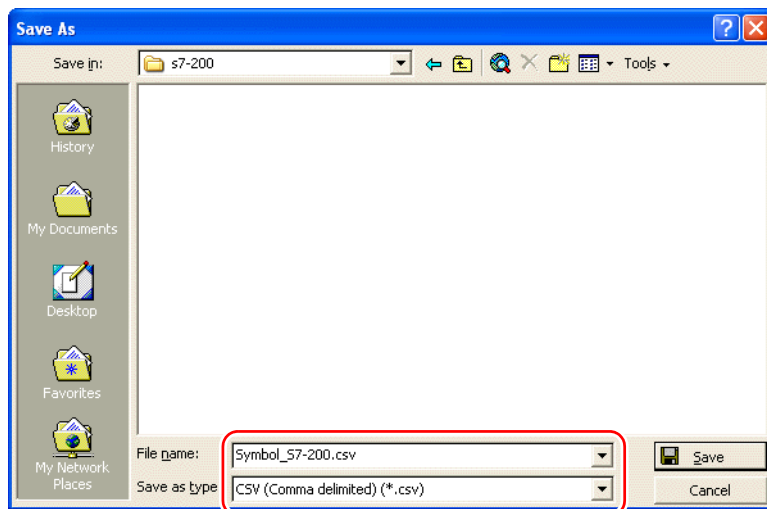 Save As
Save in:
s7-200
Tools
History
My Documents
Desktop
Favorites
My Network
Places
File name:
Symbol_S7-200.csv
Save
Save as type
CSV (Comma delimited) (*.csv)
Cancel